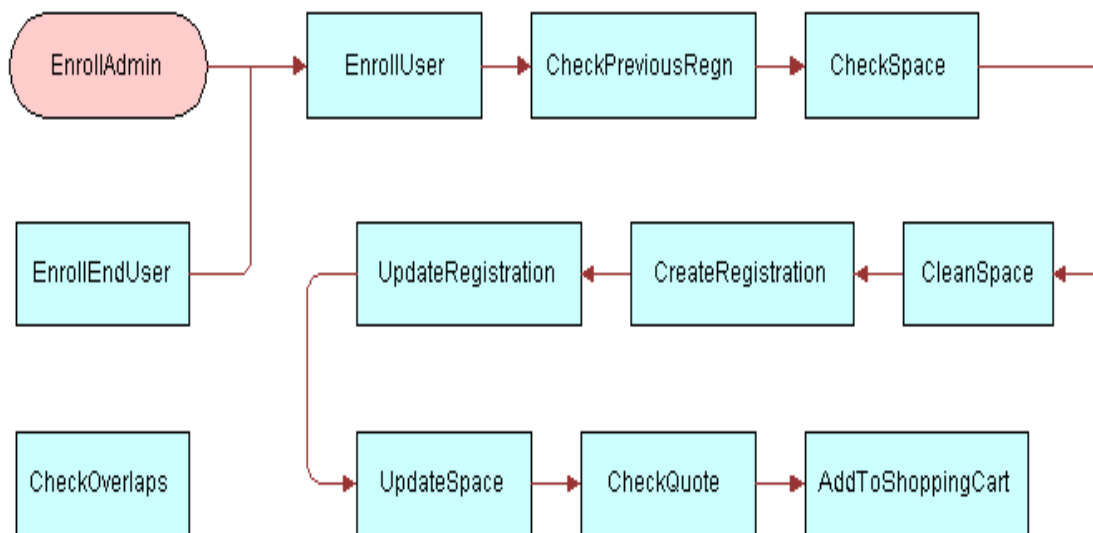 EnrollAdmin
EnrollUser
CheckPreviousRegn
CheckSpace
EnrollEndUser
UpdateRegistration
CreateRegistration
CleanSpace
CheckOverlaps
UpdateSpace
CheckQuote
AddToShoppingCart